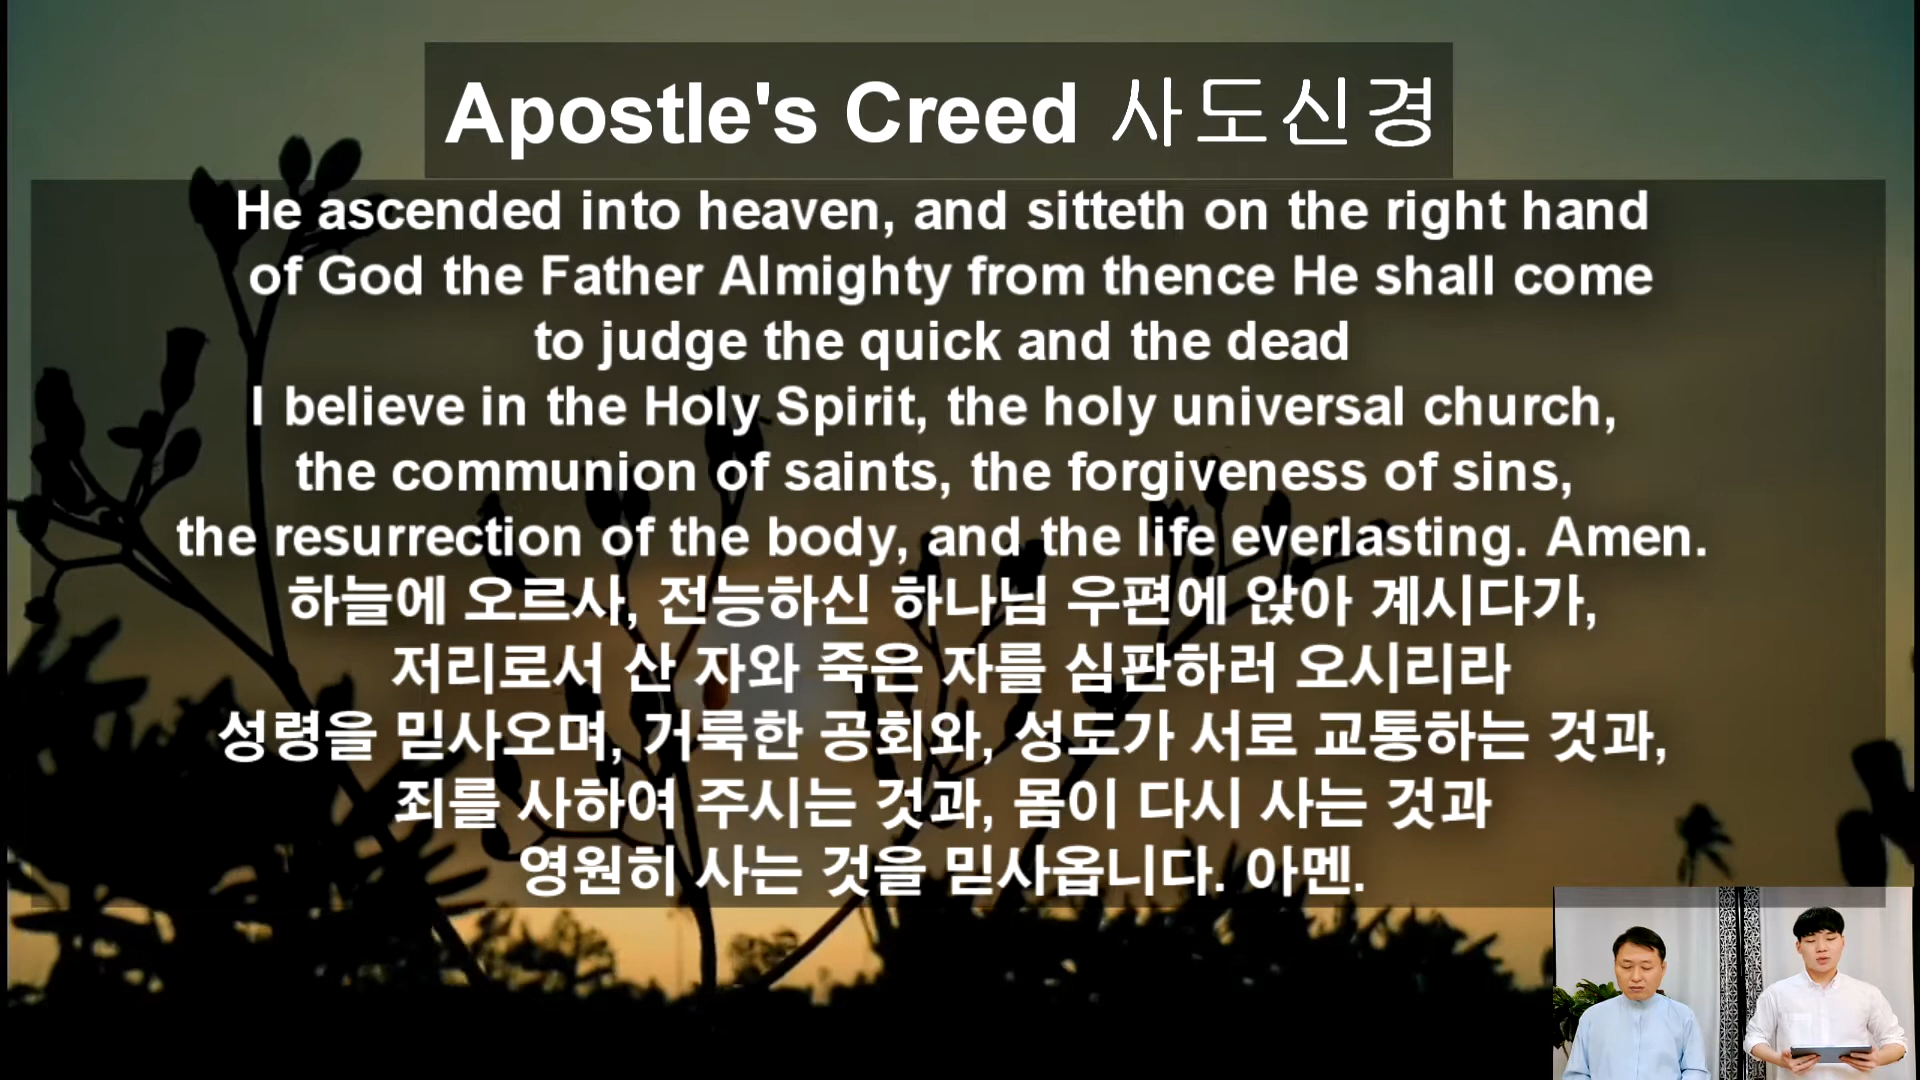 Apostle's Creed 사도신경
He ascended into heaven, and sitteth on the right hand
of God the Father Almighty from thence He shall come
to judge the quick and the dead
I believe in the Holy Spirit, the holy universal church,
the communion of saints, the forgiveness of sins,
the resurrection of the body, and the life everlasting. Amen.
하늘에 오르사, 전능하신 하나님 우편에 앉아 계시다가,
저리로서 산 자와 죽은 자를 심판하러 오시리라
성령을 믿사오며, 거룩한 공회와, 성도가 서로 교통하는 것과,
죄를 사하여 주시는 것과, 몸이 다시 사는 것과
영원히 사는 것을 믿사옵니다. 아멘.